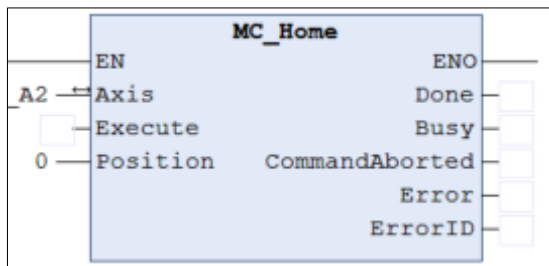 MC_Home
EN ENO
_A2 Axis Done
Execute Busy
0 Position CommandAborted
Error
ErrorID